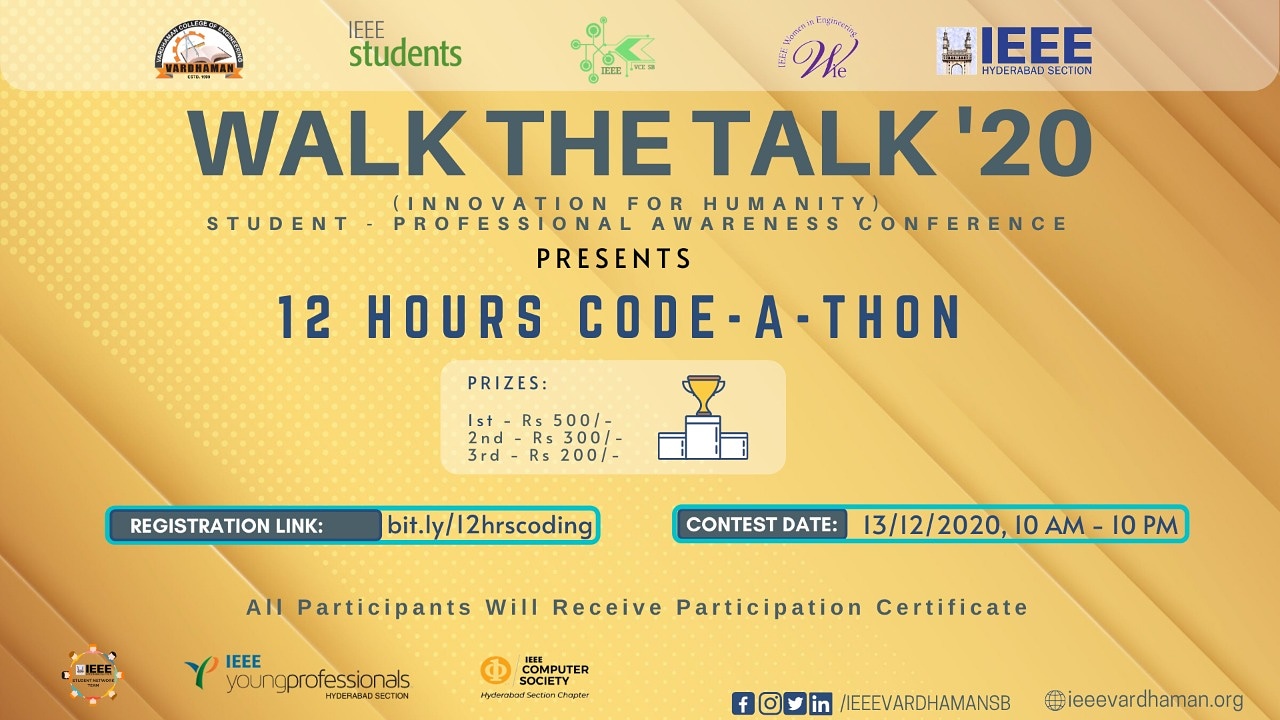 VARDHAMAN COLLEGE OF ENGINEERING
VARDHAMAN
ESTD. 1999
IEEE
students
IEEE VCE SB
IEEE Women in Engineering
WIE
IEEE
HYDERABAD SECTION
WALK THE TALK '20
(INNOVATION FOR HUMANITY)
STUDENT - PROFESSIONAL AWARENESS CONFERENCE
PRESENTS
12 HOURS CODE-A-THON
PRIZES:
1st - Rs 500/-
2nd - Rs 300/-
3rd - Rs 200/-
REGISTRATION LINK: bit.ly/12hrscoding
CONTEST DATE: 13/12/2020, 10 AM - 10 PM
All Participants Will Receive Participation Certificate
IEEE
STUDENT NETWORK
TEAM
IEEE
youngprofessionals
HYDERABAD SECTION
IEEE
COMPUTER
SOCIETY
Hyderabad Section Chapter
/IEEEVARDHAMANSB
ieeevardhaman.org